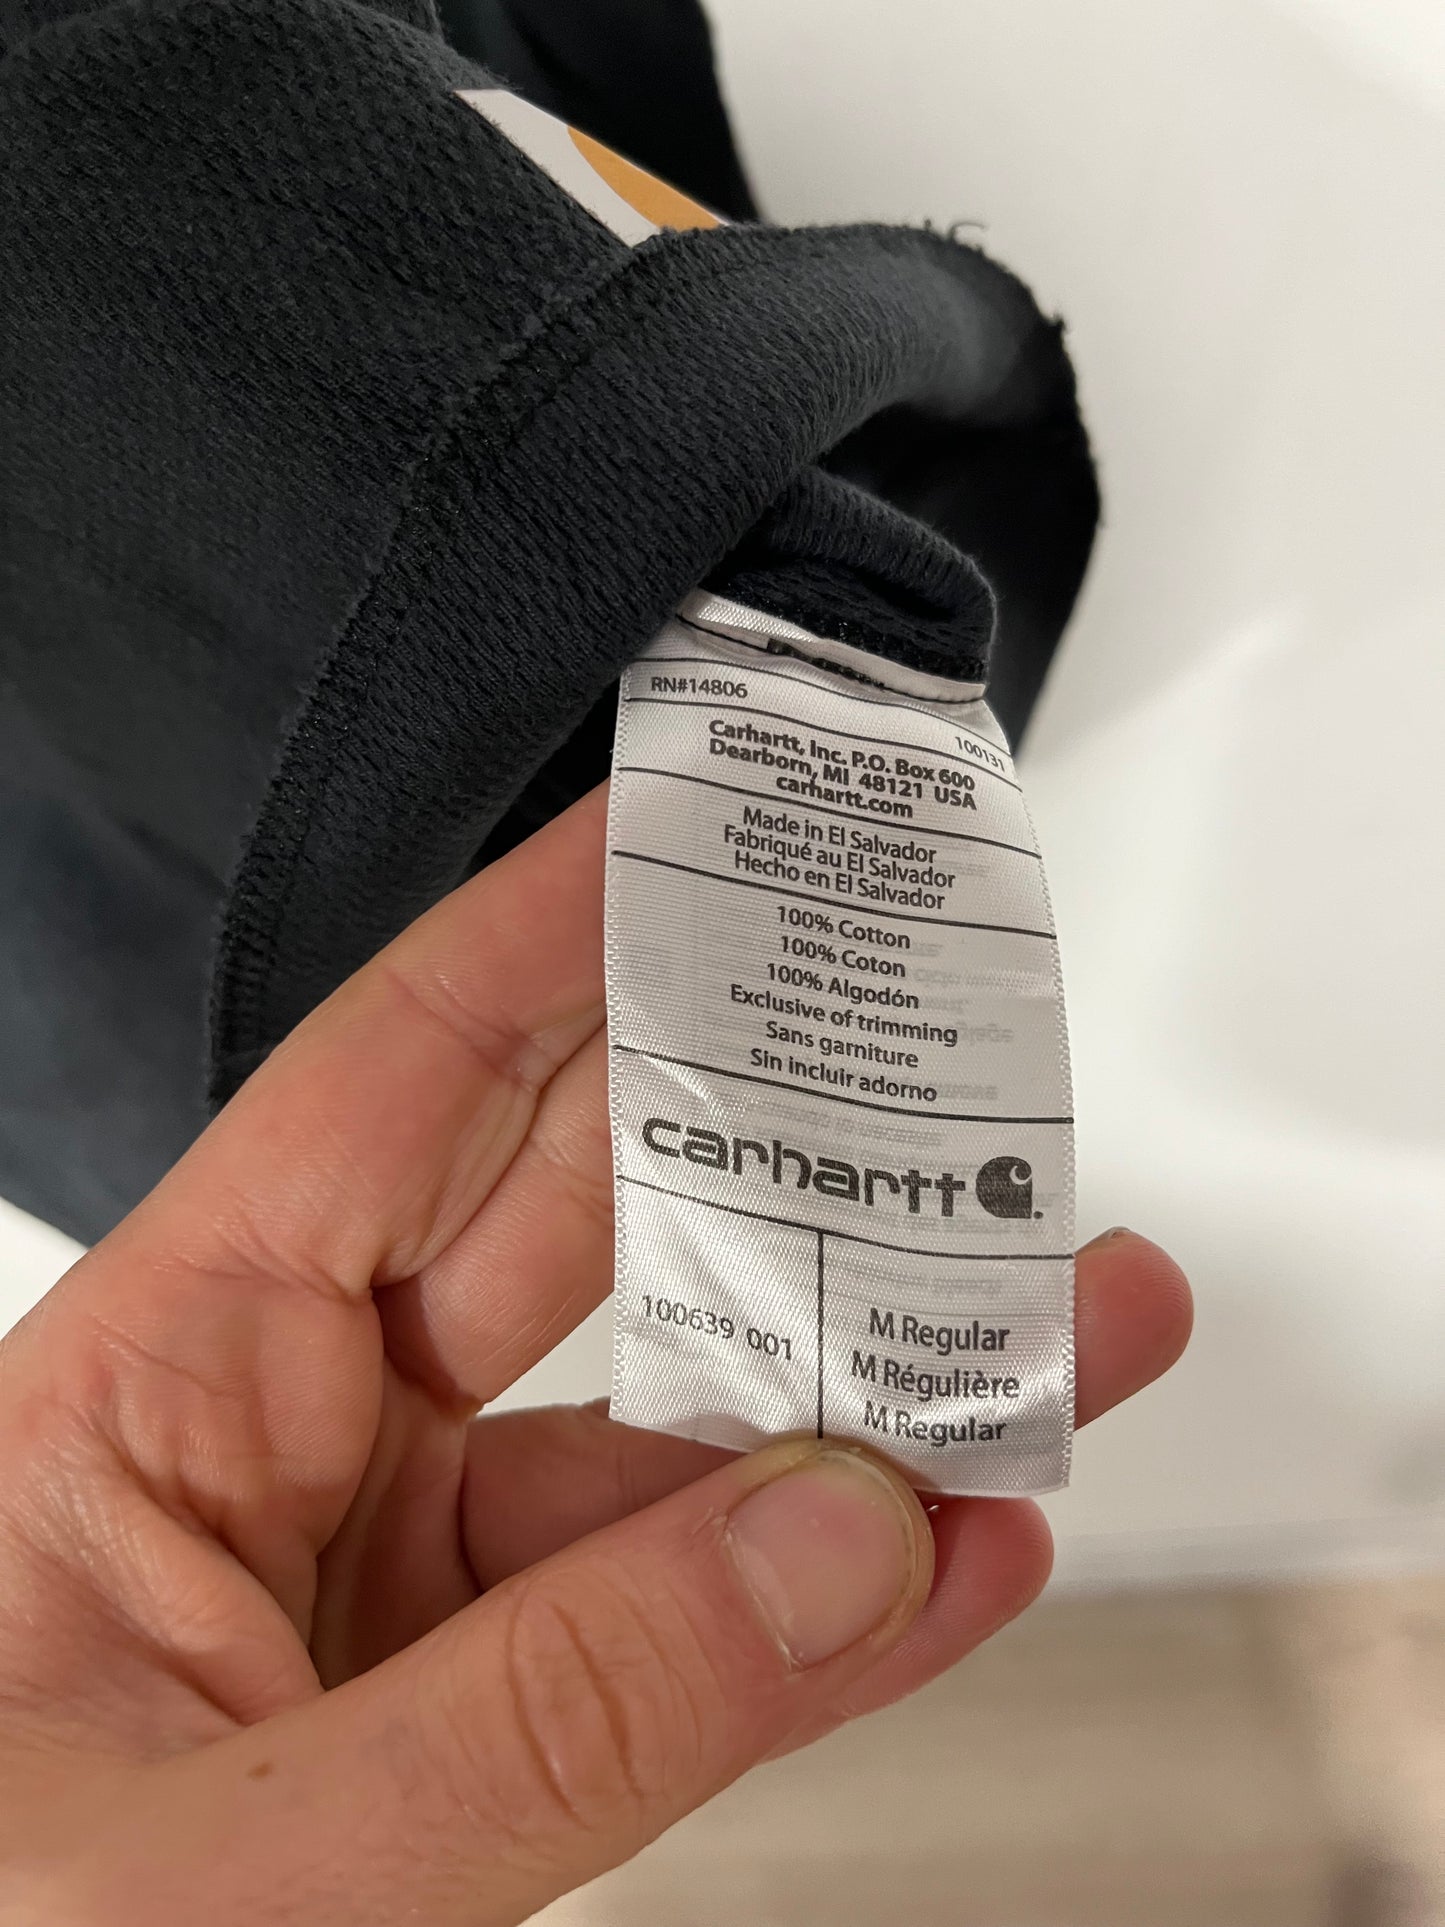 RN#14806
100131
Carhartt, Inc. P.O. Box 600
Dearborn, MI 48121 USA
carhartt.com
Made in El Salvador
Fabriqué au El Salvador
Hecho en El Salvador
100% Cotton
100% Coton
100% Algodón
Exclusive of trimming
Sans garniture
Sin incluir adorno
carhartt
100639 001
M Regular
M Régulière
M Regular